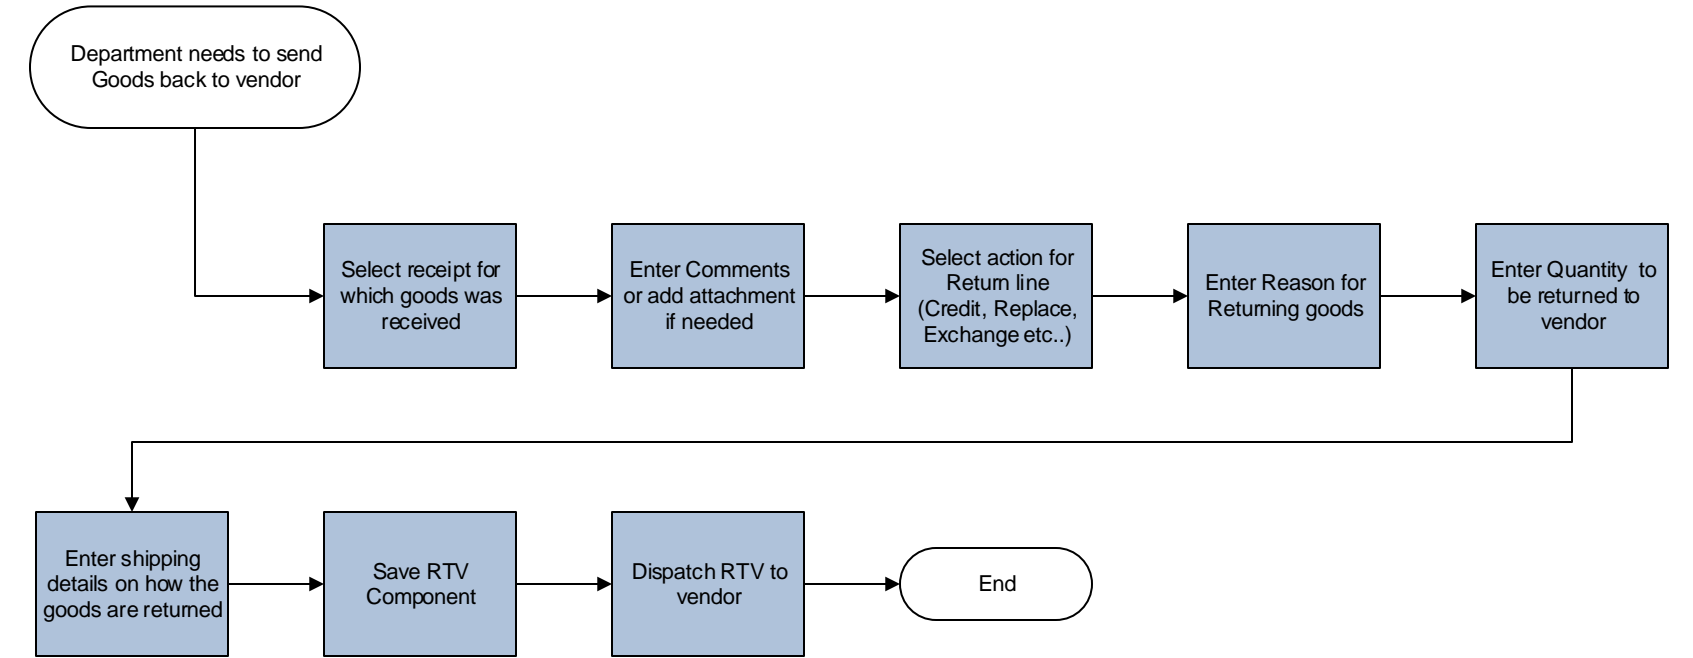 Department needs to send
Goods back to vendor
Select receipt for
which goods was
received
Enter Comments
or add attachment
if needed
Select action for
Return line
(Credit, Replace,
Exchange etc..)
Enter Reason for
Returning goods
Enter Quantity to
be returned to
vendor
Enter shipping
details on how the
goods are returned
Save RTV
Component
Dispatch RTV to
vendor
End